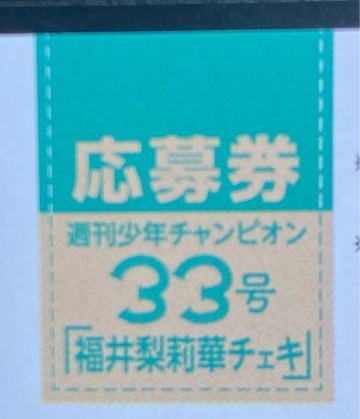 応募券
週刊少年チャンピオン
33号
「福井梨莉華チェキ」